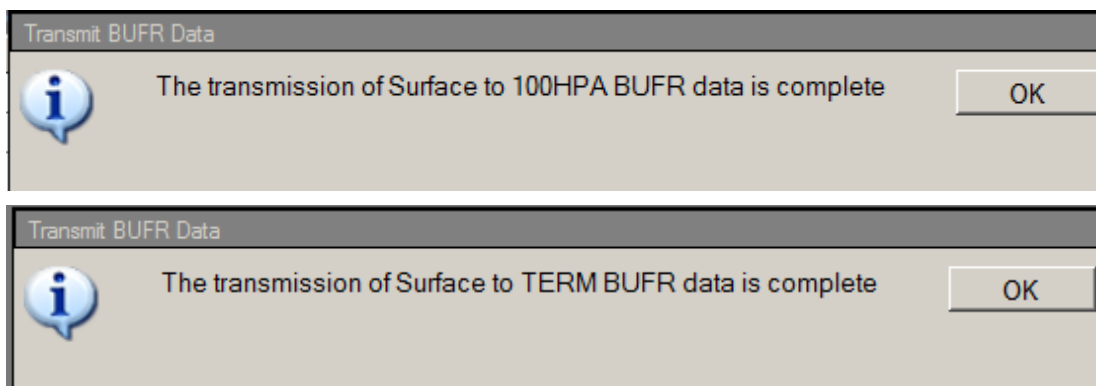 Transmit BUFR Data
The transmission of Surface to 100HPA BUFR data is complete
OK
Transmit BUFR Data
The transmission of Surface to TERM BUFR data is complete
OK